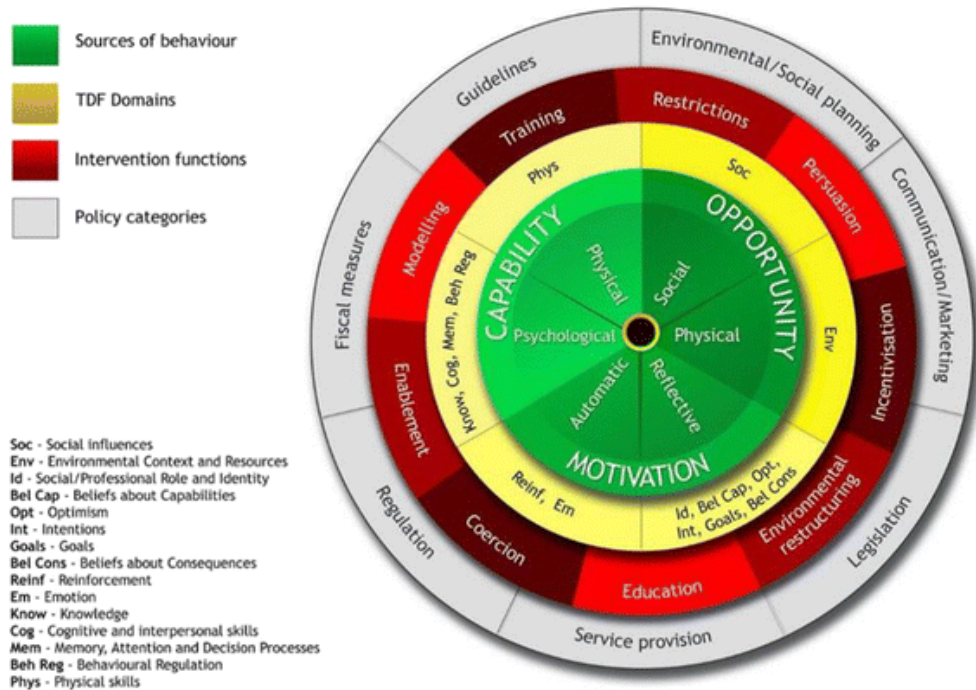 Sources of behaviour
TDF Domains
Intervention functions
Policy categories
Soc - Social influences
Env - Environmental Context and Resources
Id - Social/Professional Role and Identity
Bel Cap - Beliefs about Capabilities
Opt - Optimism
Int - Intentions
Goals - Goals
Bel Cons - Beliefs about Consequences
Reinf - Reinforcement
Em - Emotion
Know - Knowledge
Cog - Cognitive and interpersonal skills
Mem - Memory, Attention and Decision Processes
Beh Reg - Behavioural Regulation
Phys - Physical skills
Guidelines
Environmental/Social planning
Communication/Marketing
Legislation
Service provision
Regulation
Fiscal measures
Training
Restrictions
Persuasion
Incentivisation
Environmental
restructuring
Education
Coercion
Enablement
Modelling
Phys
Soc
Env
Id, Bel Cap, Opt,
Int, Goals, Bel Cons
Reinf, Em
Know, Cog, Mem, Beh Reg
CAPABILITY
OPPORTUNITY
MOTIVATION
Physical
Social
Physical
Reflective
Automatic
Psychological